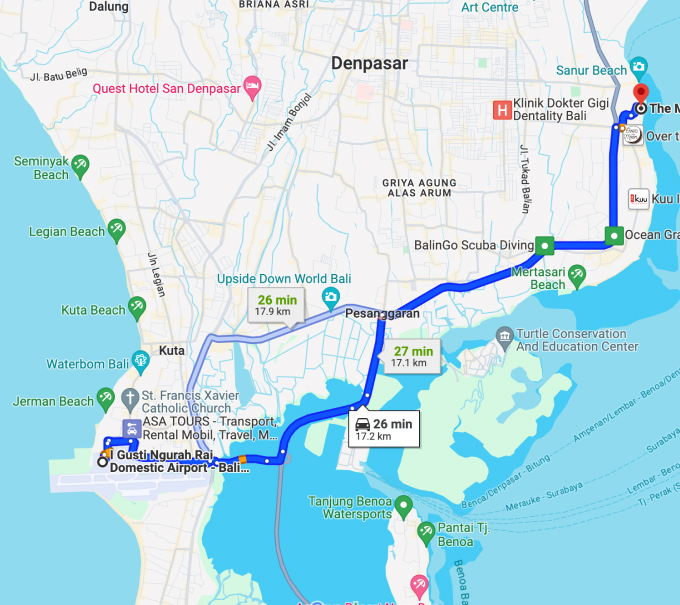 BRIANA ASRI
Dalung
Art Centre
Denpasar
Jl. Batu Belig
Sanur Beach
Quest Hotel San Denpasar
The M
Klinik Dokter Gigi
Dentality Bali
Jl. Imam Bonjol
Over t
Jl. Tukad Balian
Seminyak
Beach
GRIYA AGUNG
ALAS ARUM
kuu
Kuu
Legian Beach
Ocean Gra
BalinGo Scuba Diving
Jln Legian
Mertasari
Beach
Upside Down World Bali
26 min
17.9 km
Kuta Beach
Pesanggaran
Turtle Conservation
And Education Center
Kuta
27 min
17.1 km
Waterbom Bali
Jerman Beach
St. Francis Xavier
Catholic Church
ASA TOURS - Transport,
Rental Mobil, Travel, M...
26 min
17.2 km
I Gusti Ngurah Rai
Domestic Airport - Bali...
Ampenan/Lembar - Benoa/Den
Surabaya
Lembar - Beno
Benoa/Denpasar - Bitung
Merauke - Surabaya
Tj. Perak (S
Tanjung Benoa
Watersports
Pantai Tj.
Benoa
Benoa Ba